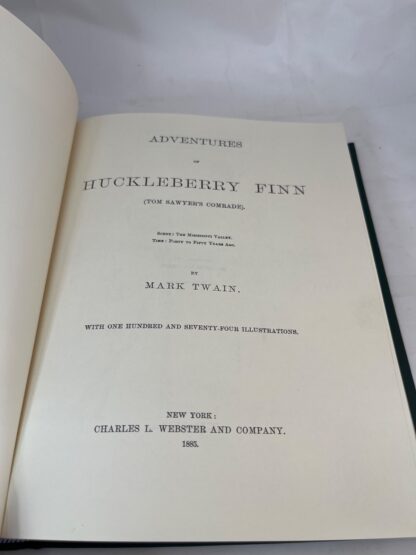 ADVENTURES
OF
HUCKLEBERRY FINN
(TOM SAWYER'S COMRADE).
SCENE: THE MISSISSIPPI VALLEY.
TIME: FORTY TO FIFTY YEARS AGO.
BY
MARK TWAIN.
WITH ONE HUNDRED AND SEVENTY-FOUR ILLUSTRATIONS.
NEW YORK:
CHARLES L. WEBSTER AND COMPANY.
1885.